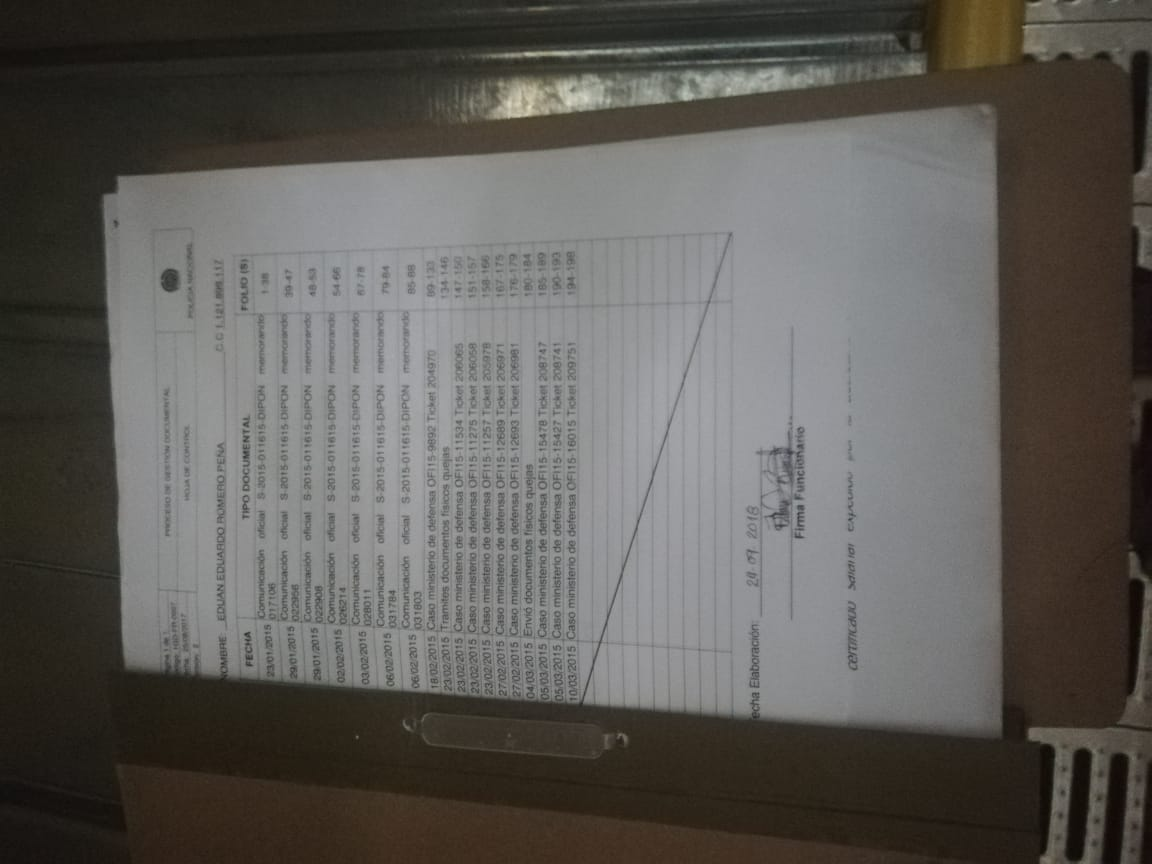 PROCESO DE GESTIÓN DOCUMENTAL
HOJA DE CONTROL
POLICÍA NACIONAL
NOMBRE EDUAN EDUARDO ROMERO PEÑA C.C 1.121.898.117
FECHA TIPO DOCUMENTAL FOLIO (S)
23/01/2015 Comunicación oficial S-2015-011615-DIPON memorando 1-38
017106
29/01/2015 Comunicación oficial S-2015-011615-DIPON memorando 39-47
022956
29/01/2015 Comunicación oficial S-2015-011615-DIPON memorando 48-53
022908
02/02/2015 Comunicación oficial S-2015-011615-DIPON memorando 54-66
026214
03/02/2015 Comunicación oficial S-2015-011615-DIPON memorando 67-78
028011
06/02/2015 Comunicación oficial S-2015-011615-DIPON memorando 79-84
031784
06/02/2015 Comunicación oficial S-2015-011615-DIPON memorando 85-88
031803
18/02/2015 Caso ministerio de defensa OFI15-9892 Ticket 204970 89-133
23/02/2015 Tramites documentos físicos quejas 134-146
23/02/2015 Caso ministerio de defensa OFI15-11534 Ticket 206065 147-150
23/02/2015 Caso ministerio de defensa OFI15-11275 Ticket 206058 151-157
23/02/2015 Caso ministerio de defensa OFI15-11257 Ticket 205978 158-166
27/02/2015 Caso ministerio de defensa OFI15-12689 Ticket 206971 167-175
27/02/2015 Caso ministerio de defensa OFI15-12693 Ticket 206981 176-179
04/03/2015 Envió documentos físicos quejas 180-184
05/03/2015 Caso ministerio de defensa OFI15-15478 Ticket 208747 185-189
05/03/2015 Caso ministerio de defensa OFI15-15427 Ticket 208741 190-193
10/03/2015 Caso ministerio de defensa OFI15-16015 Ticket 209751 194-198
echa Elaboración: 24-09 2018
Firma Funcionario
certificado salarial expedido por